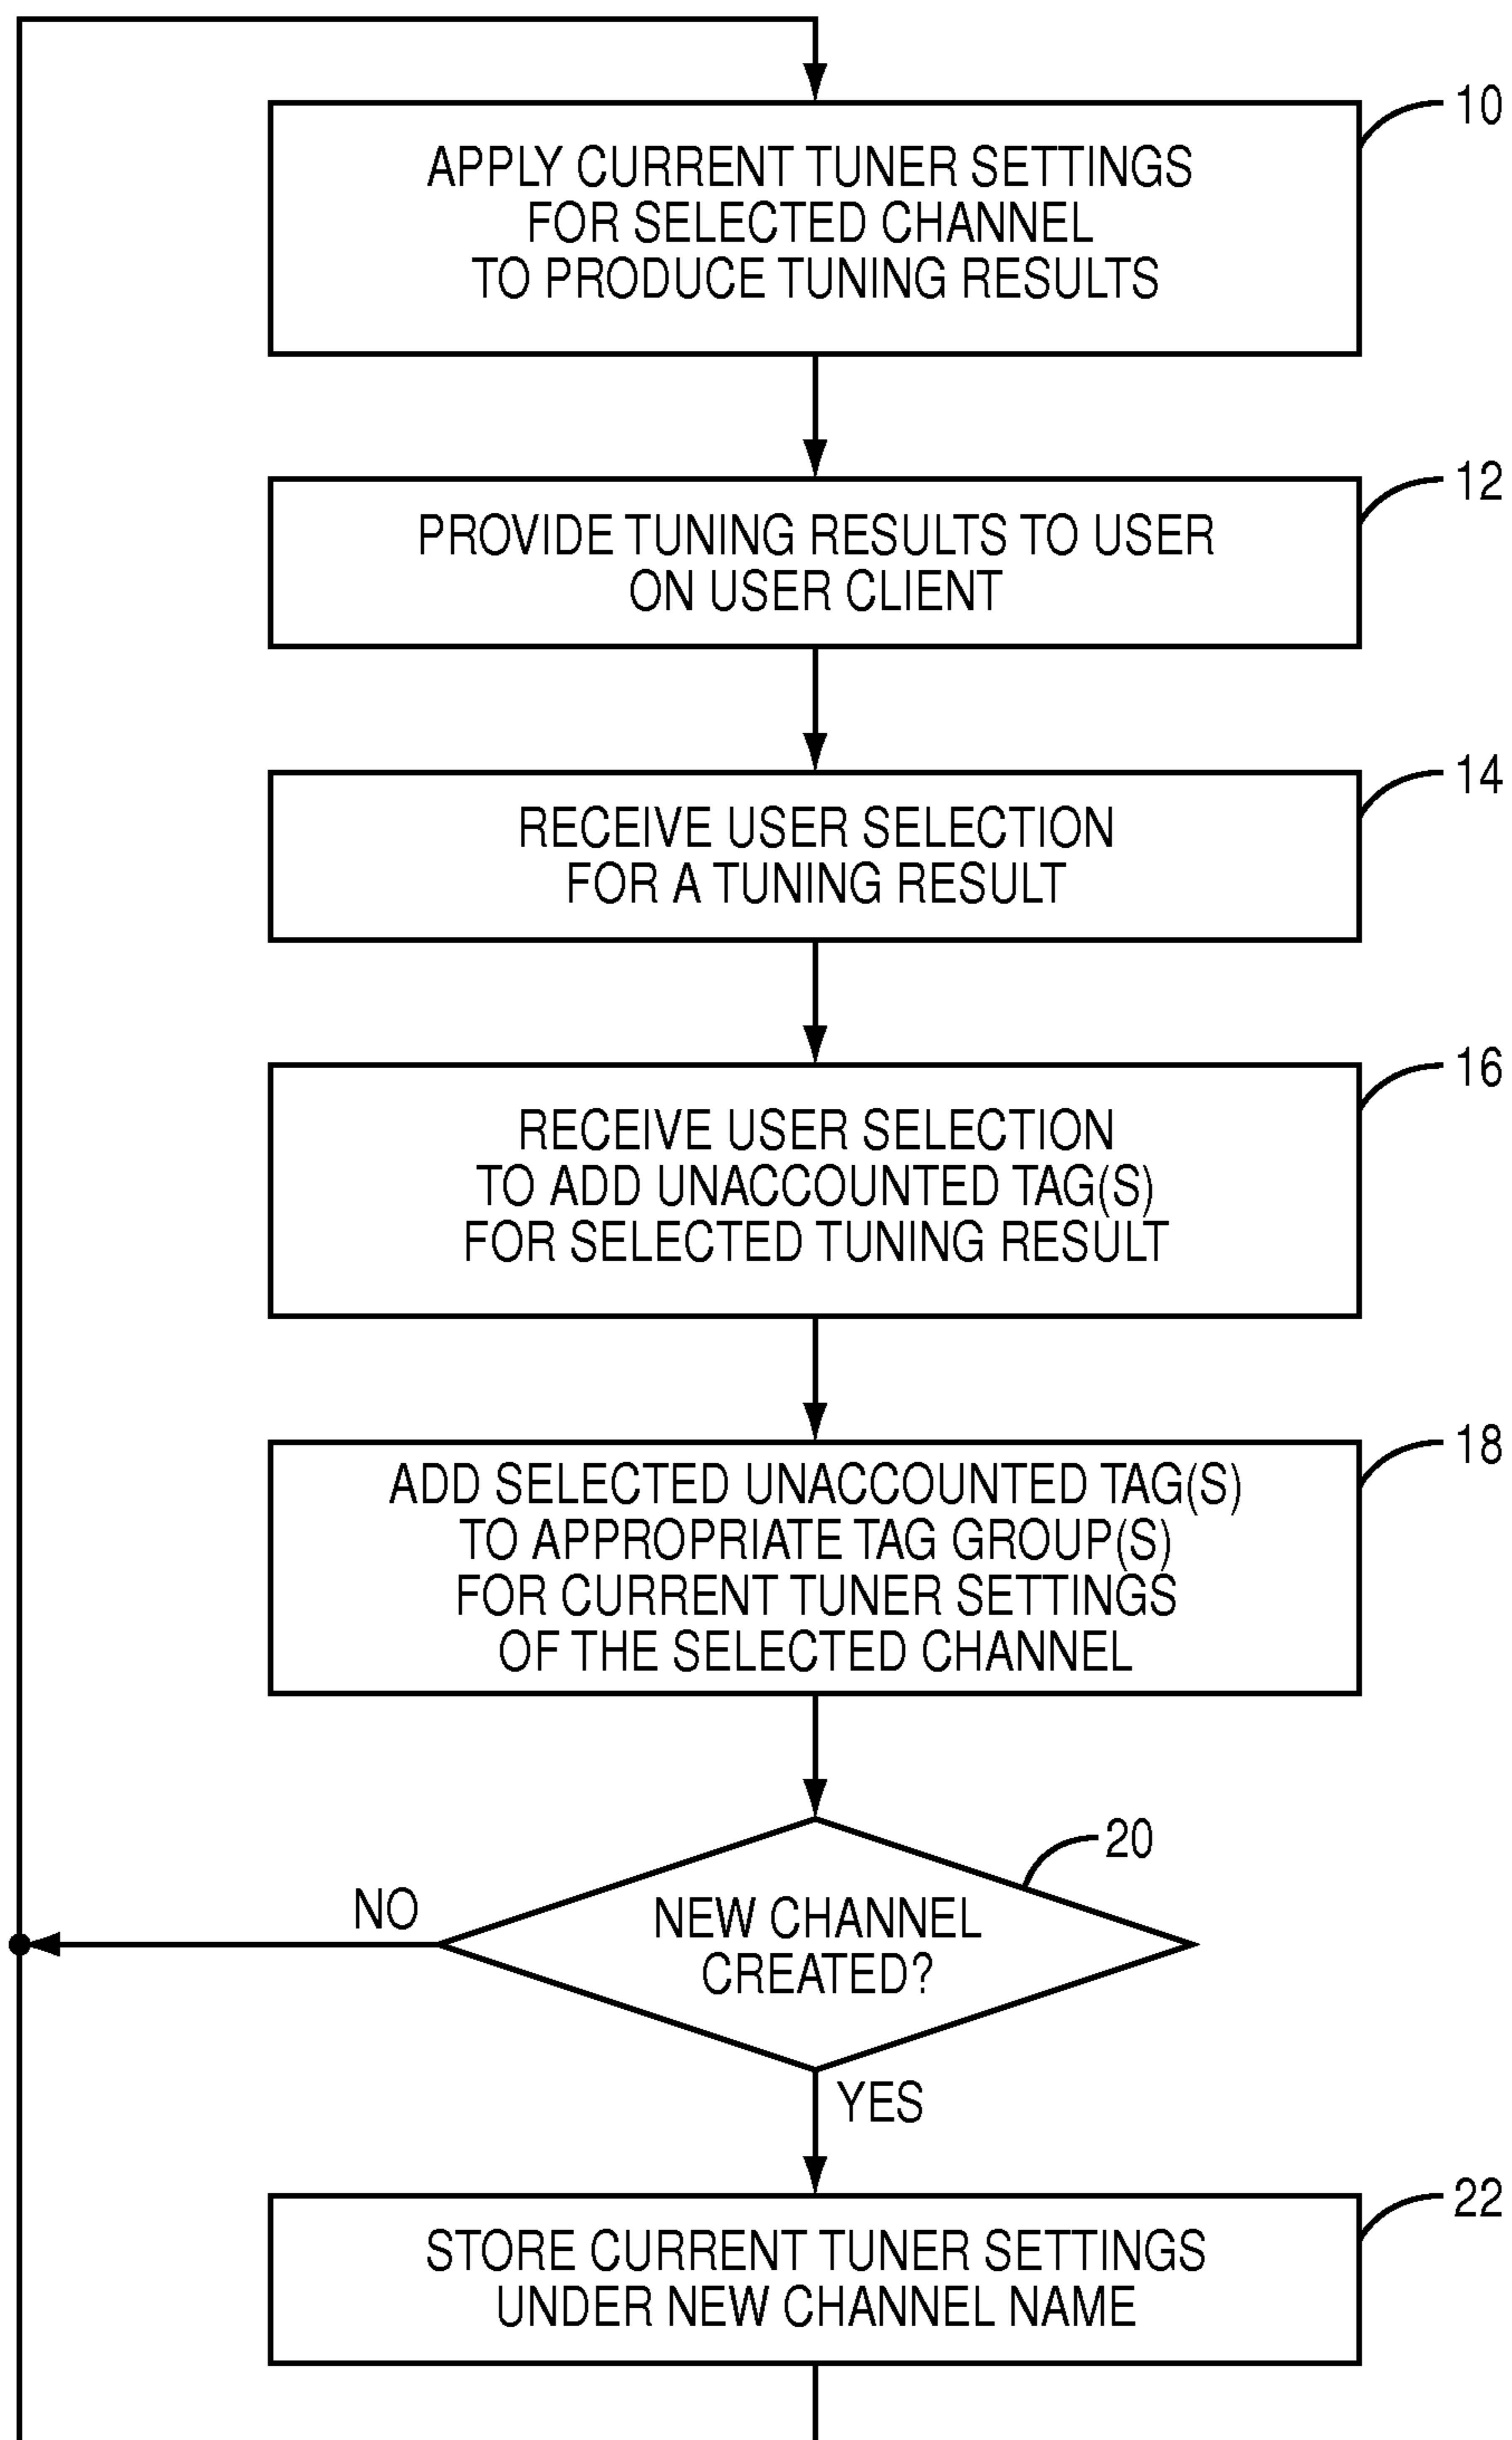 10
APPLY CURRENT TUNER SETTINGS
FOR SELECTED CHANNEL
TO PRODUCE TUNING RESULTS
12
PROVIDE TUNING RESULTS TO USER
ON USER CLIENT
14
RECEIVE USER SELECTION
FOR A TUNING RESULT
16
RECEIVE USER SELECTION
TO ADD UNACCOUNTED TAG(S)
FOR SELECTED TUNING RESULT
18
ADD SELECTED UNACCOUNTED TAG(S)
TO APPROPRIATE TAG GROUP(S)
FOR CURRENT TUNER SETTINGS
OF THE SELECTED CHANNEL
20
NO
NEW CHANNEL
CREATED?
YES
22
STORE CURRENT TUNER SETTINGS
UNDER NEW CHANNEL NAME